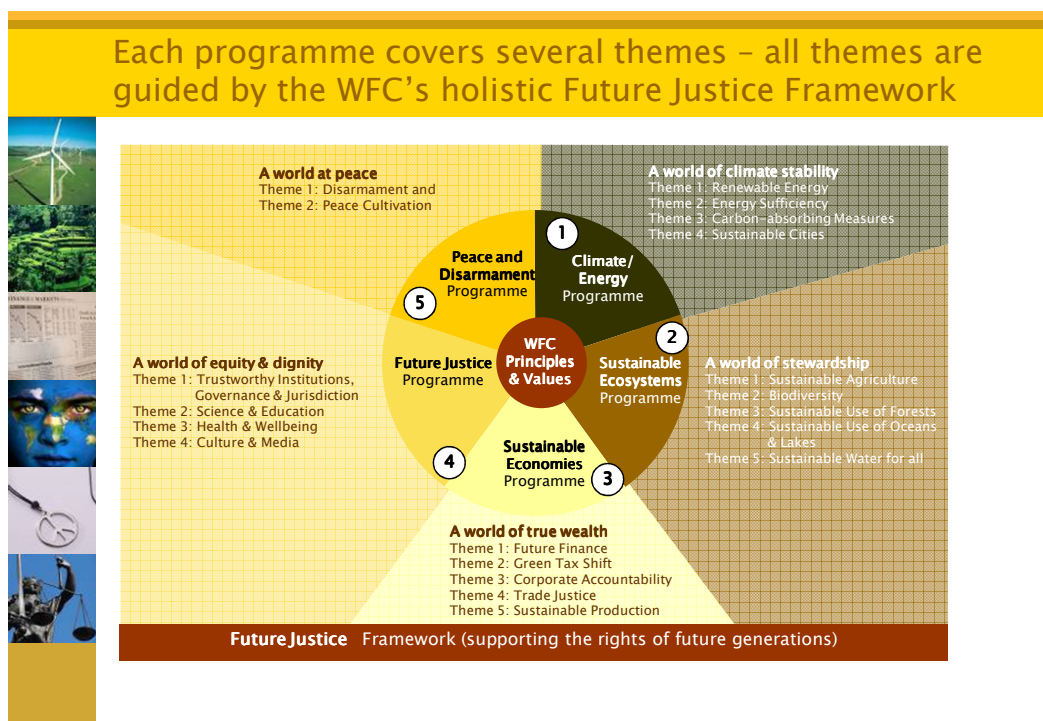 Each programme covers several themes – all themes are
guided by the WFC's holistic Future Justice Framework
A world at peace
Theme 1: Disarmament and
Theme 2: Peace Cultivation
A world of climate stability
Theme 1: Renewable Energy
Theme 2: Energy Sufficiency
Theme 3: Carbon-absorbing Measures
Theme 4: Sustainable Cities
1
Climate/
Energy
Programme
Peace and
Disarmament
Programme
5
2
WFC
Principles
& Values
Sustainable
Ecosystems
Programme
A world of stewardship
Theme 1: Sustainable Agriculture
Theme 2: Biodiversity
Theme 3: Sustainable Use of Forests
Theme 4: Sustainable Use of Oceans
& Lakes
Theme 5: Sustainable Water for all
A world of equity & dignity
Theme 1: Trustworthy Institutions,
Governance & Jurisdiction
Theme 2: Science & Education
Theme 3: Health & Wellbeing
Theme 4: Culture & Media
Future Justice
Programme
4
Sustainable
Economies
Programme
3
A world of true wealth
Theme 1: Future Finance
Theme 2: Green Tax Shift
Theme 3: Corporate Accountability
Theme 4: Trade Justice
Theme 5: Sustainable Production
Future Justice Framework (supporting the rights of future generations)